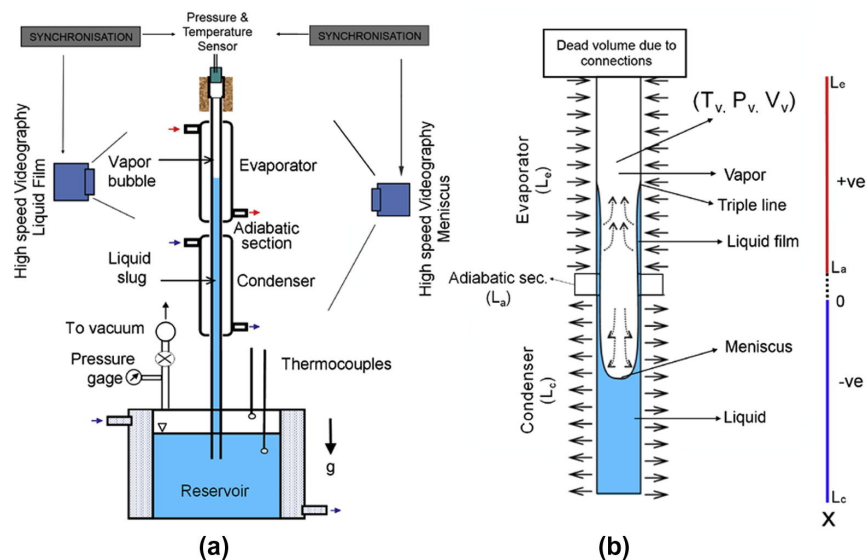 SYNCHRONISATION
Pressure &
Temperature
Sensor
SYNCHRONISATION
High speed Videography
Liquid Film
Vapor
bubble
Evaporator
Adiabatic
section
Liquid
slug
Condenser
High speed Videography
Meniscus
To vacuum
Pressure
gage
Thermocouples
g
Reservoir
(a)
Dead volume due to
connections
Evaporator
(Le)
(Tv, Pv, Vv)
Vapor
Triple line
Liquid film
Adiabatic sec.
(La)
Condenser
(Lc)
Meniscus
Liquid
Le
+ve
La
0
-ve
Lc
X
(b)